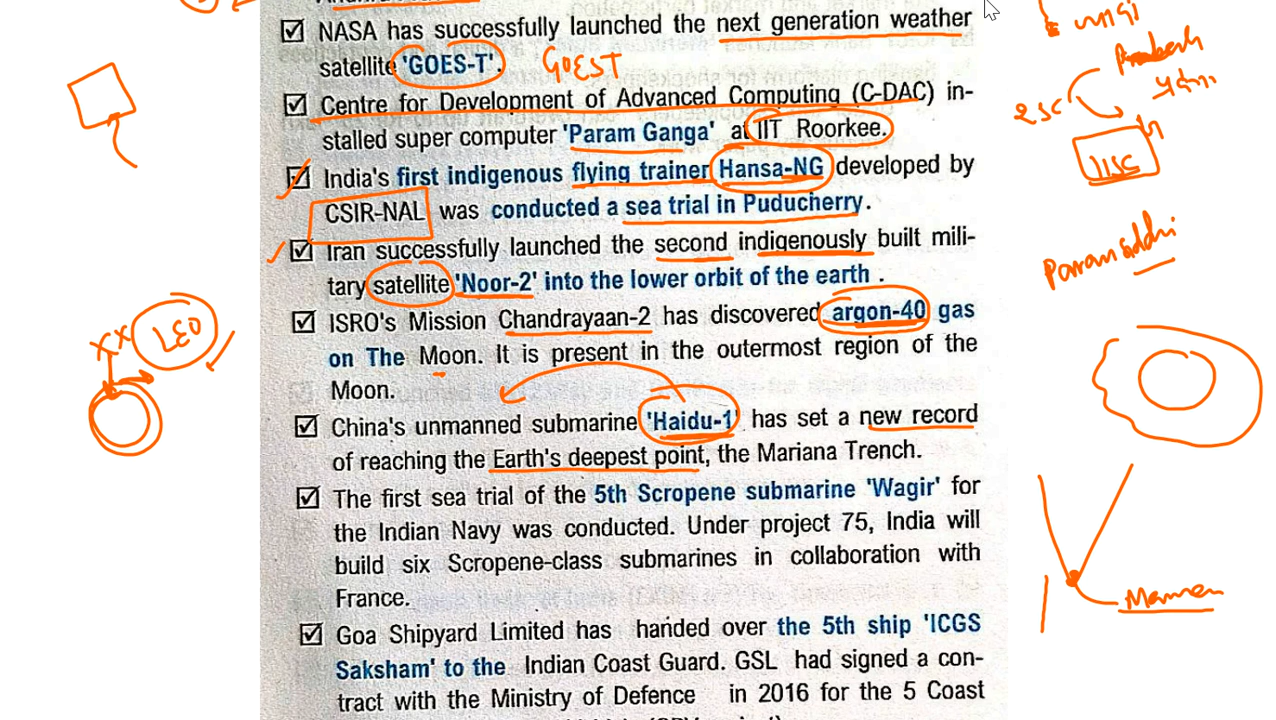 NASA has successfully launched the next generation weather
satellite 'GOES-T'. GOEST
Centre for Development of Advanced Computing (C-DAC) in-
stalled super computer 'Param Ganga' at IIT Roorkee.
India's first indigenous flying trainer Hansa-NG developed by
CSIR-NAL was conducted a sea trial in Puducherry.
Iran successfully launched the second indigenously built mili-
tary satellite 'Noor-2' into the lower orbit of the earth .
ISRO's Mission Chandrayaan-2 has discovered argon-40 gas
on The Moon. It is present in the outermost region of the
Moon.
China's unmanned submarine 'Haidu-1' has set a new record
of reaching the Earth's deepest point, the Mariana Trench.
The first sea trial of the 5th Scropene submarine 'Wagir' for
the Indian Navy was conducted. Under project 75, India will
build six Scropene-class submarines in collaboration with
France.
Goa Shipyard Limited has handed over the 5th ship 'ICGS
Saksham' to the Indian Coast Guard. GSL had signed a con-
tract with the Ministry of Defence in 2016 for the 5 Coast
XX LEO
IISC
Paramsiddhi